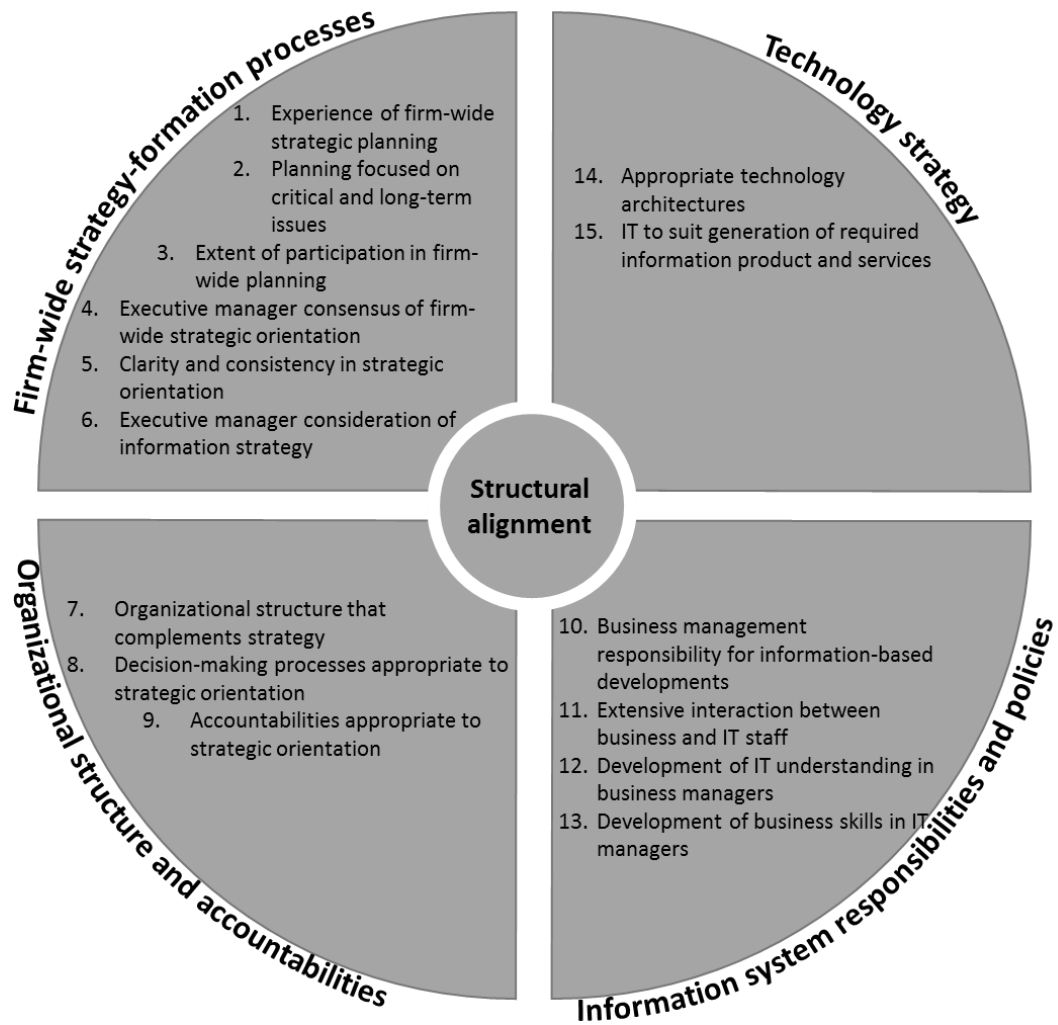 Firm-wide strategy-formation processes
1. Experience of firm-wide
strategic planning
2. Planning focused on
critical and long-term
issues
3. Extent of participation in firm-
wide planning
4. Executive manager consensus of firm-
wide strategic orientation
5. Clarity and consistency in strategic
orientation
6. Executive manager consideration of
information strategy
Technology strategy
14. Appropriate technology
architectures
15. IT to suit generation of required
information product and services
Structural
alignment
Organizational structure and accountabilities
7. Organizational structure that
complements strategy
8. Decision-making processes appropriate to
strategic orientation
9. Accountabilities appropriate to
strategic orientation
Information system responsibilities and policies
10. Business management
responsibility for information-based
developments
11. Extensive interaction between
business and IT staff
12. Development of IT understanding in
business managers
13. Development of business skills in IT
managers